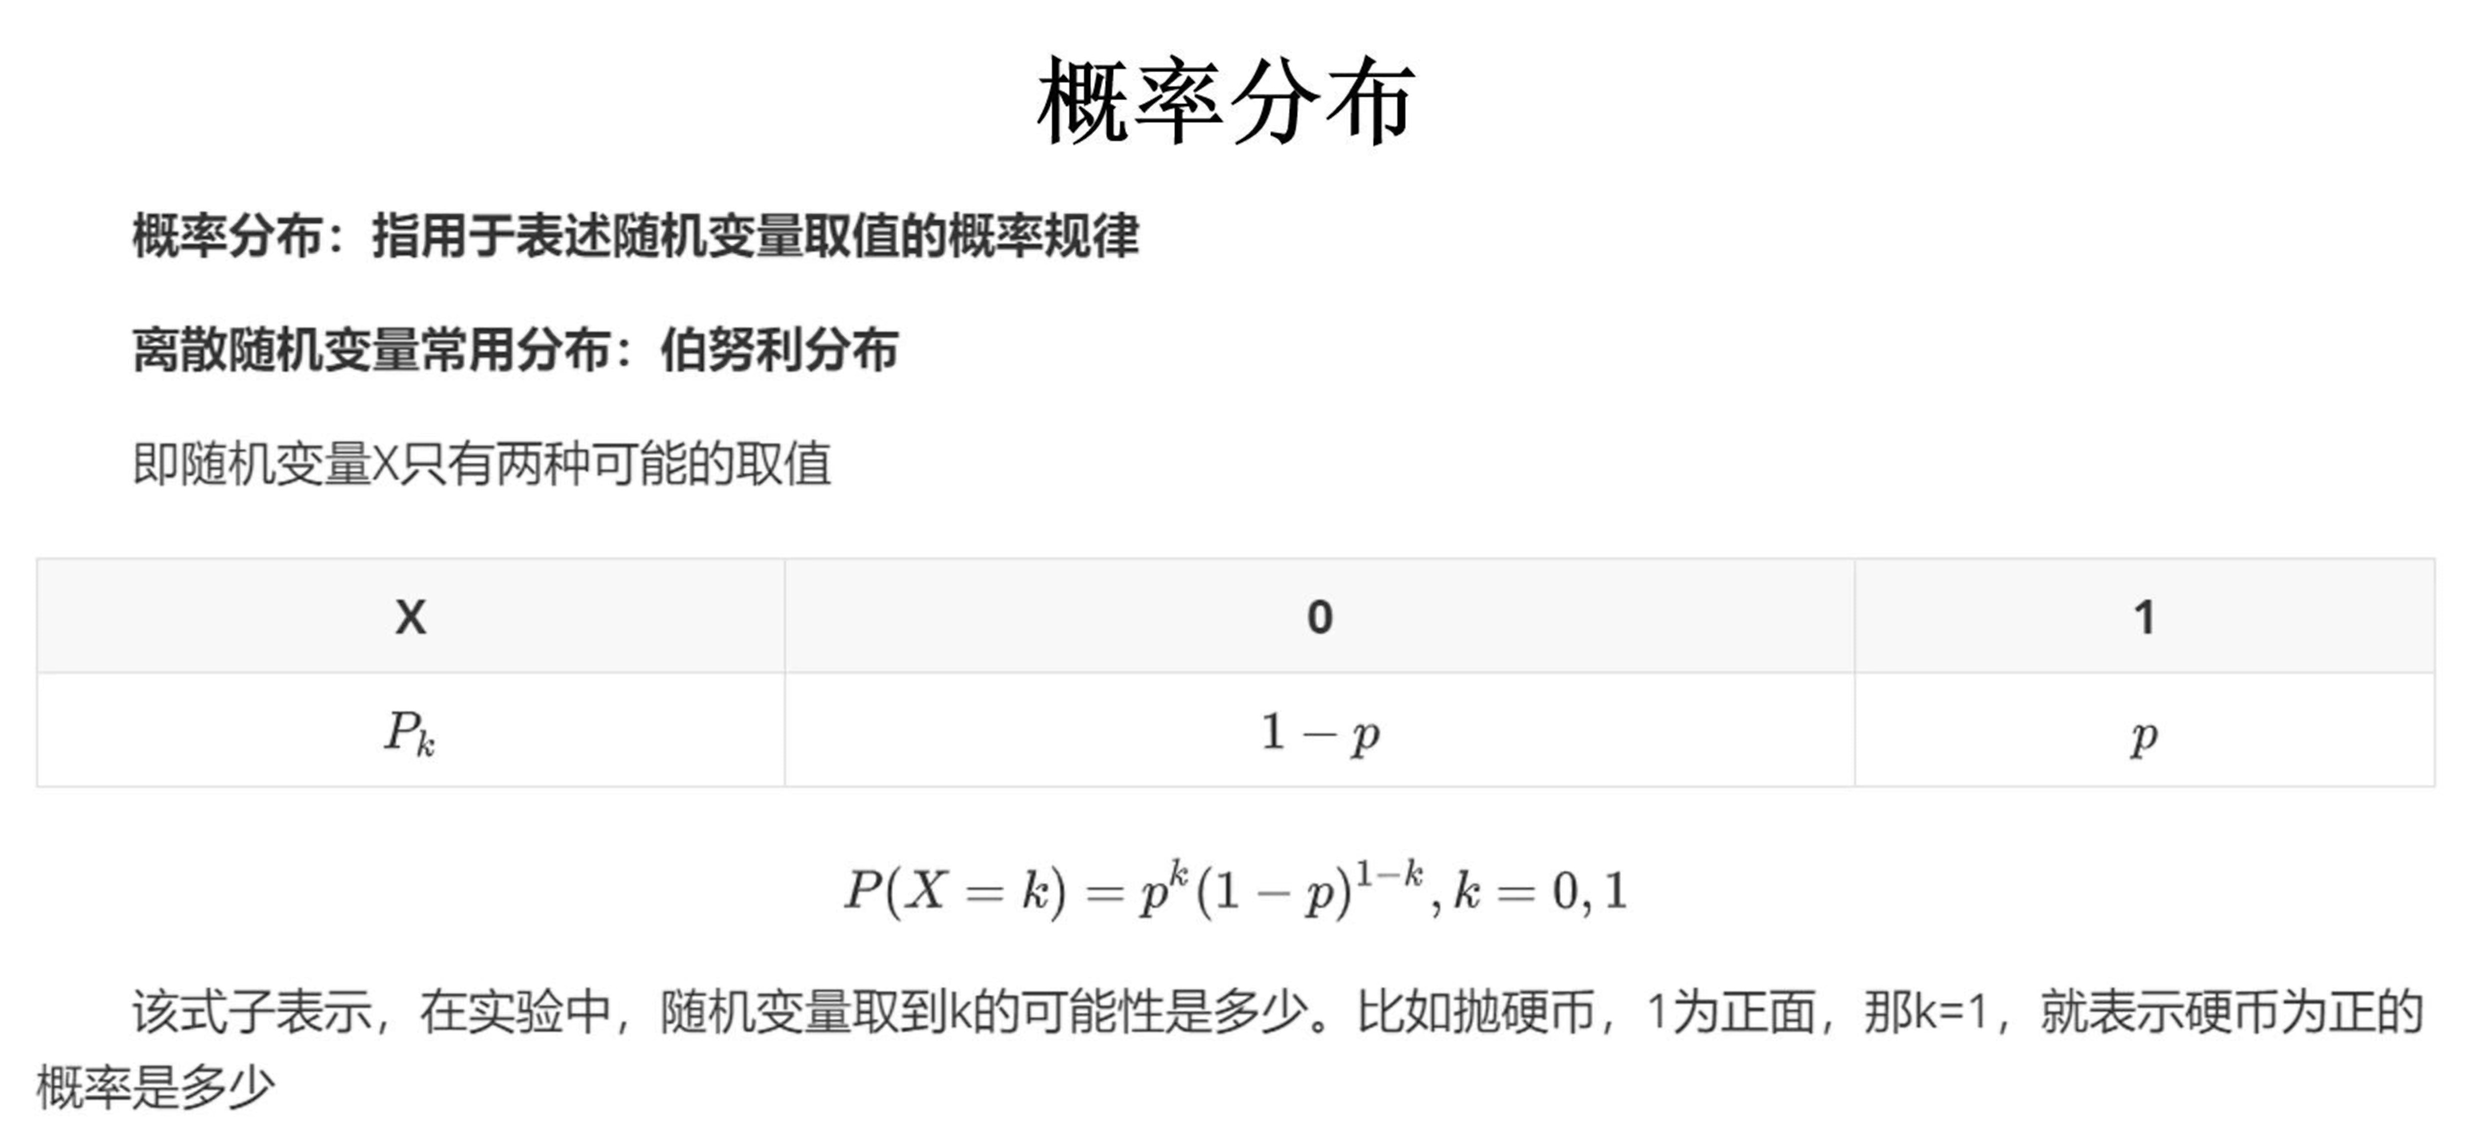 概率分布
概率分布：指用于表述随机变量取值的概率规律
离散随机变量常用分布：伯努利分布
即随机变量X只有两种可能的取值
X 0 1
P_k 1 − p p
P(X = k) = p^k(1 − p)^{1−k}, k = 0, 1
该式子表示，在实验中，随机变量取到k的可能性是多少。比如抛硬币，1为正面，那k=1，就表示硬币为正的
概率是多少